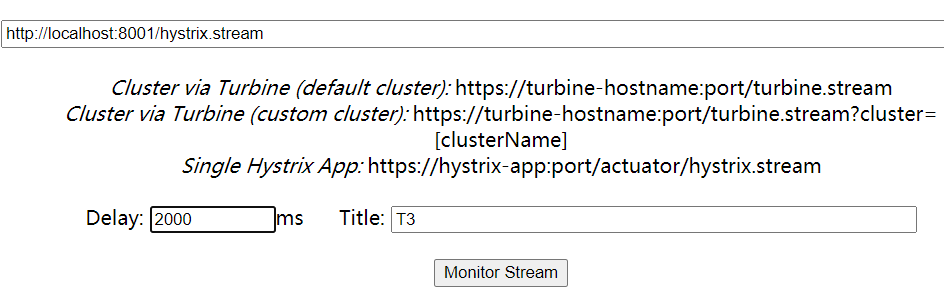 http://localhost:8001/hystrix.stream
Cluster via Turbine (default cluster): https://turbine-hostname:port/turbine.stream
Cluster via Turbine (custom cluster): https://turbine-hostname:port/turbine.stream?cluster=
[clusterName]
Single Hystrix App: https://hystrix-app:port/actuator/hystrix.stream
Delay: 2000 ms Title: T3
Monitor Stream